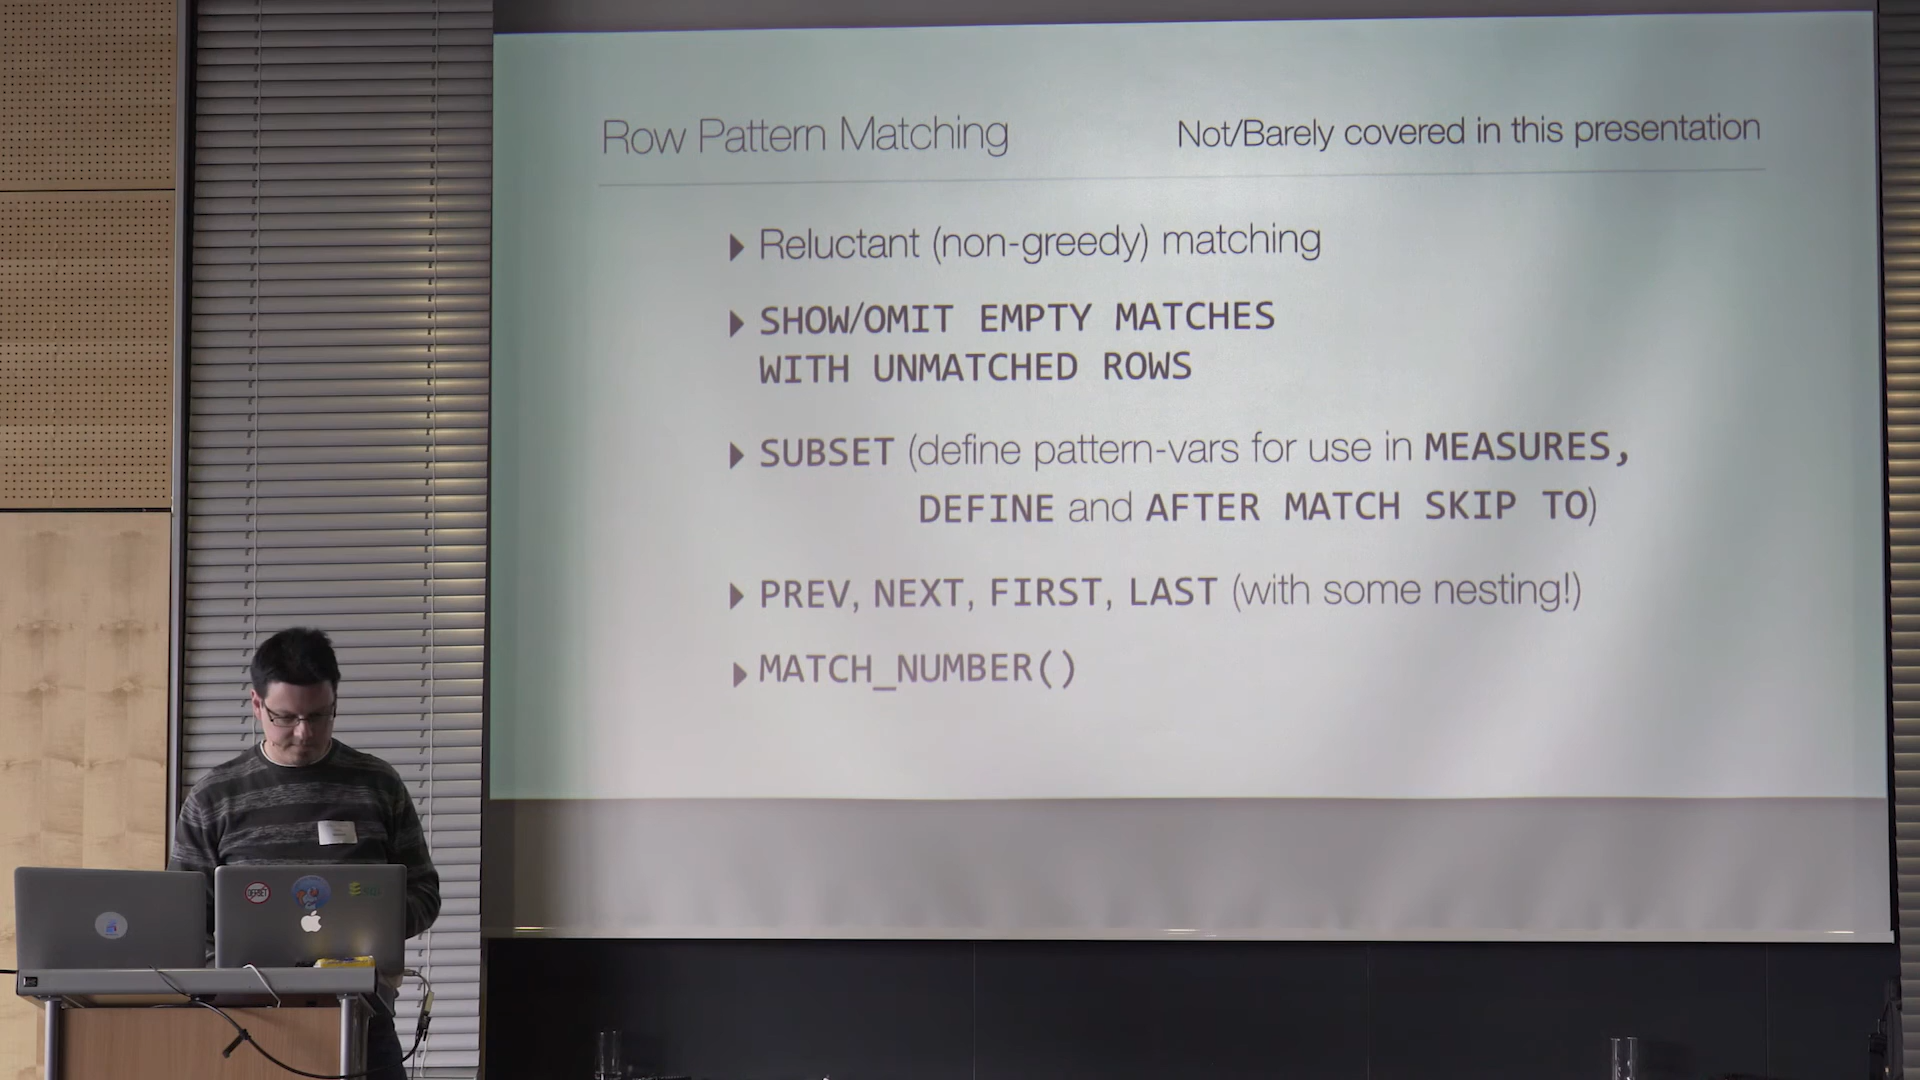 Row Pattern Matching
Not/Barely covered in this presentation
Reluctant (non-greedy) matching
SHOW/OMIT EMPTY MATCHES
WITH UNMATCHED ROWS
SUBSET (define pattern-vars for use in MEASURES,
DEFINE and AFTER MATCH SKIP TO)
PREV, NEXT, FIRST, LAST (with some nesting!)
MATCH_NUMBER()